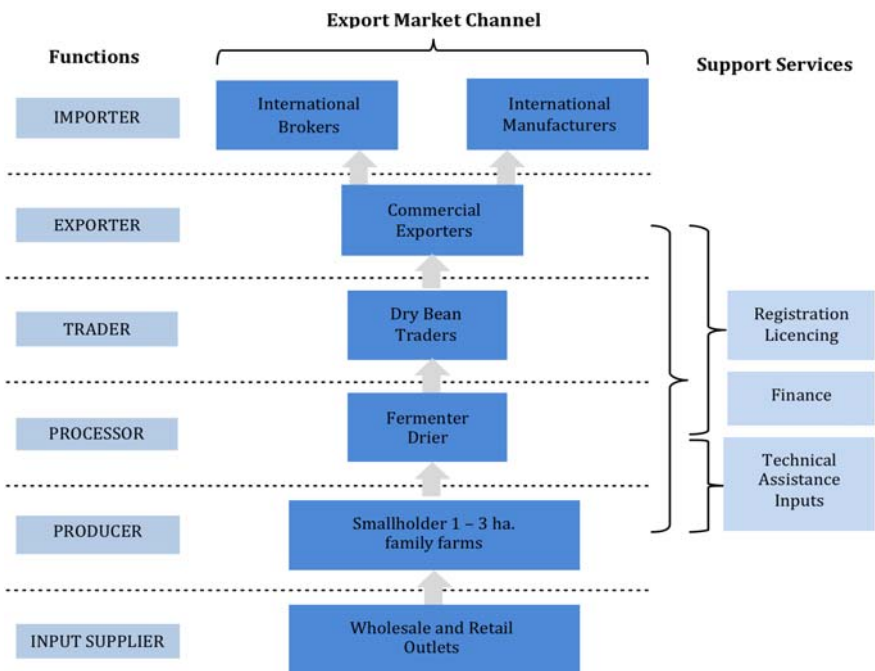 Export Market Channel
Functions
Support Services
IMPORTER
International
Brokers
International
Manufacturers
EXPORTER
Commercial
Exporters
TRADER
Dry Bean
Traders
Registration
Licencing
Finance
PROCESSOR
Fermenter
Drier
Technical
Assistance
Inputs
PRODUCER
Smallholder 1 – 3 ha.
family farms
INPUT SUPPLIER
Wholesale and Retail
Outlets